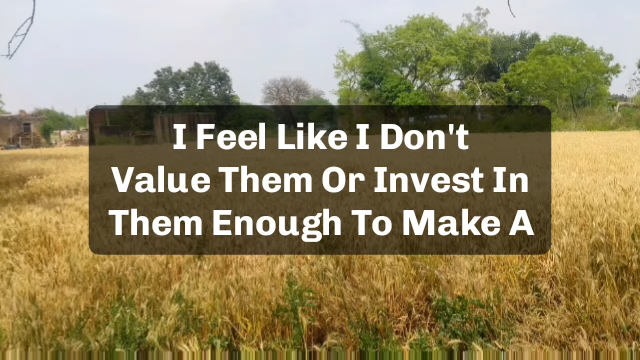 I Feel Like I Don't
Value Them Or Invest In
Them Enough To Make A